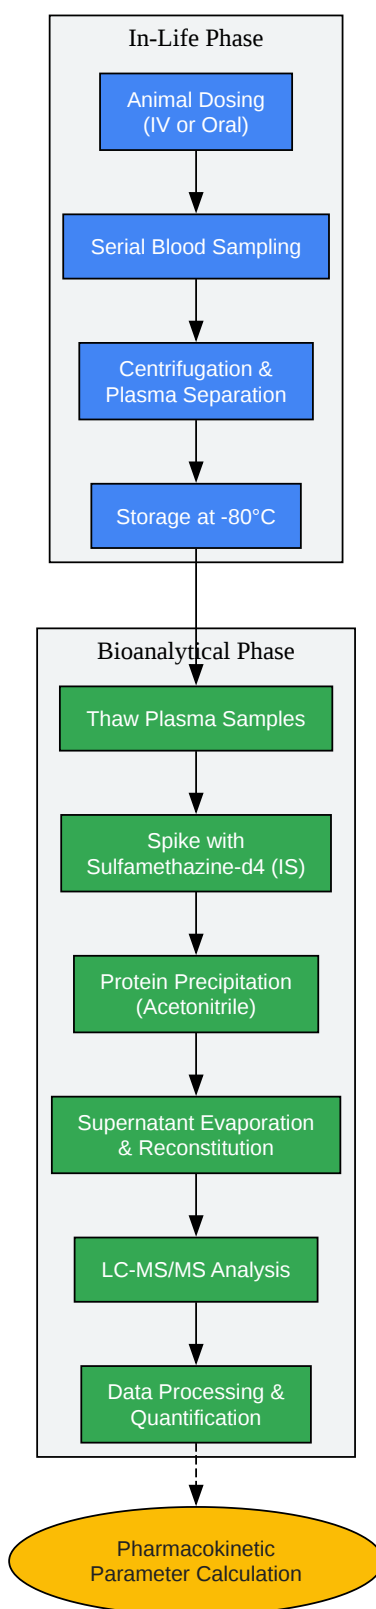 In-Life Phase
Animal Dosing
(IV or Oral)
Serial Blood Sampling
Centrifugation &
Plasma Separation
Storage at -80°C
Bioanalytical Phase
Thaw Plasma Samples
Spike with
Sulfamethazine-d4 (IS)
Protein Precipitation
(Acetonitrile)
Supernatant Evaporation
& Reconstitution
LC-MS/MS Analysis
Data Processing &
Quantification
Pharmacokinetic
Parameter Calculation